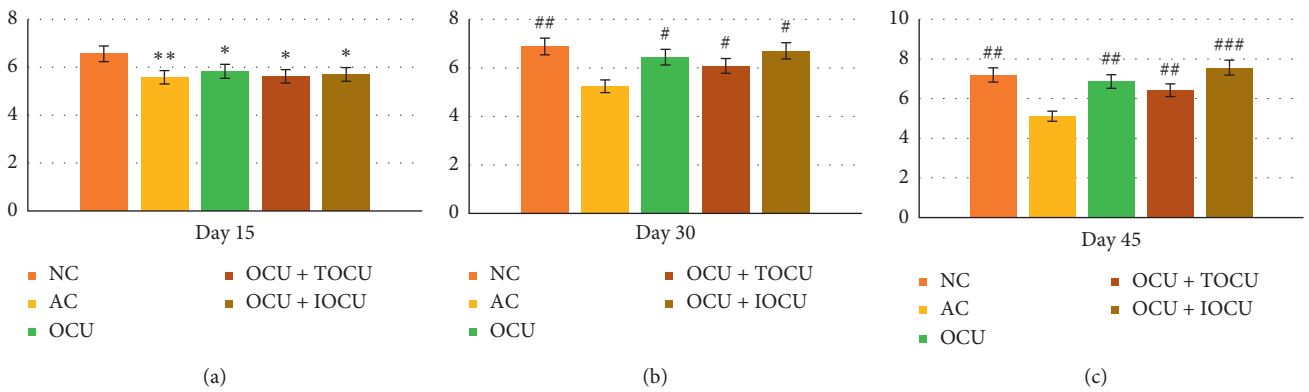 8
6
4
2
0
**
*
*
*
Day 15
NC
AC
OCU
OCU + TOCU
OCU + IOCU
(a)
8
6
4
2
0
##
#
#
#
Day 30
NC
AC
OCU
OCU + TOCU
OCU + IOCU
(b)
10
8
6
4
2
0
##
##
##
###
Day 45
NC
AC
OCU
OCU + TOCU
OCU + IOCU
(c)